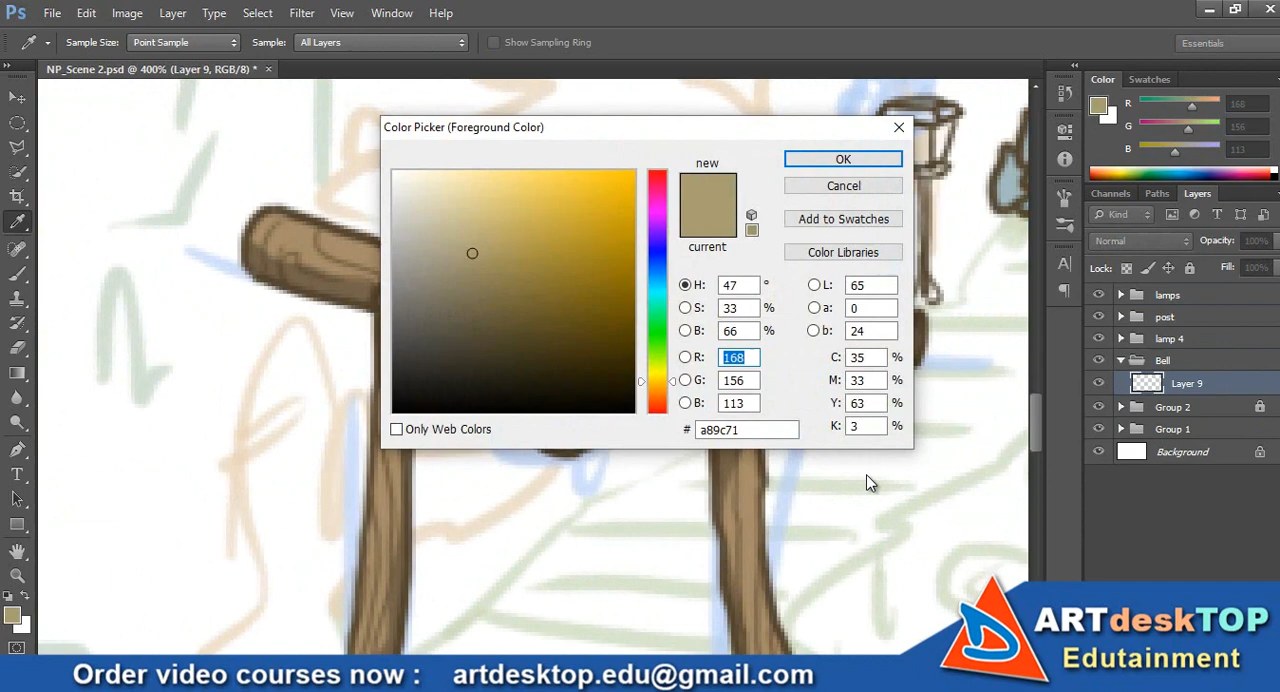 Ps File Edit Image Layer Type Select Filter View Window Help
Sample Size: Point Sample Sample: All Layers Show Sampling Ring Essentials
NP_Scene 2.psd @ 400% (Layer 9, RGB/8) * ×
Color Swatches
R 168
G 156
B 113
Color Picker (Foreground Color)
new
current
OK
Cancel
Add to Swatches
Color Libraries
H: 47 °
S: 33 %
B: 66 %
R: 168
G: 156
B: 113
# a89c71
L: 65
a: 0
b: 24
C: 35 %
M: 33 %
Y: 63 %
K: 3 %
Only Web Colors
Channels Paths Layers
Kind
Normal Opacity: 100%
Lock: Fill: 100%
lamps
post
lamp 4
Bell
Layer 9
Group 2
Group 1
Background
ARTdeskTOP
Edutainment
Order video courses now : artdesktop.edu@gmail.com